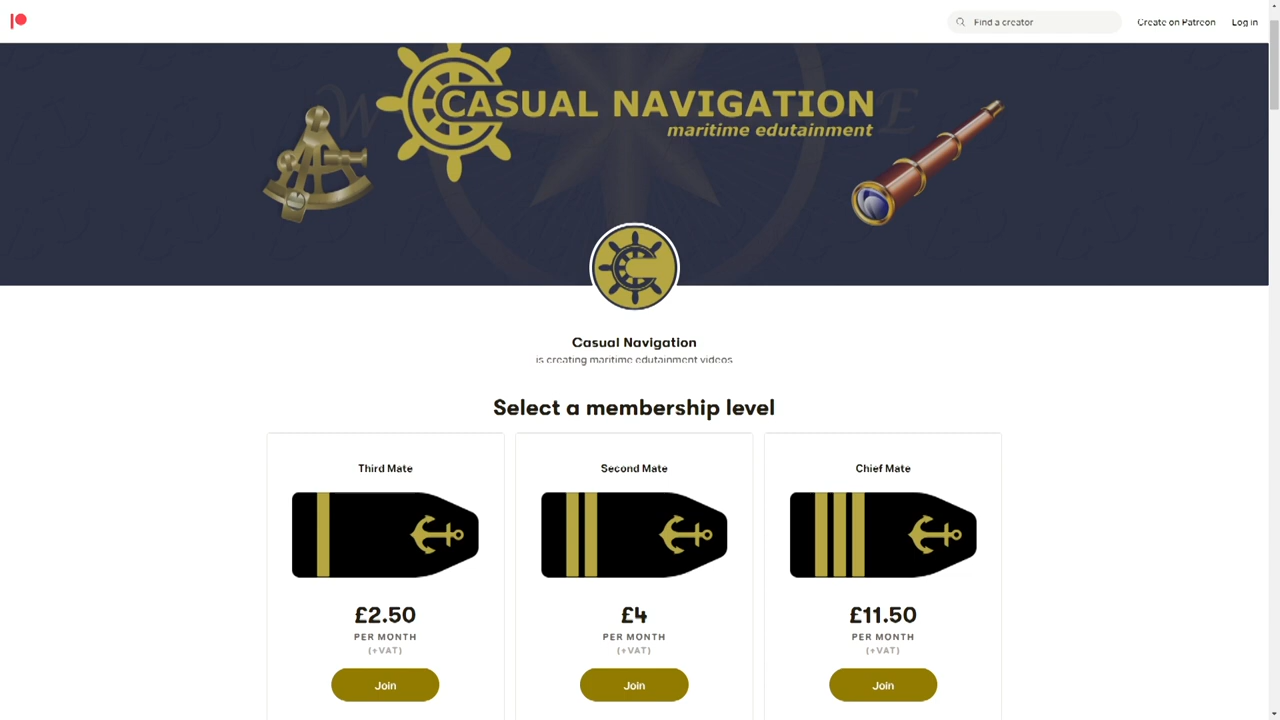 Find a creator
Create on Patreon
Log in
W
E
CASUAL NAVIGATION
maritime edutainment
Casual Navigation
is creating maritime edutainment videos
Select a membership level
Third Mate
Second Mate
Chief Mate
£2.50
£4
£11.50
PER MONTH
PER MONTH
PER MONTH
(+VAT)
(+VAT)
(+VAT)
Join
Join
Join